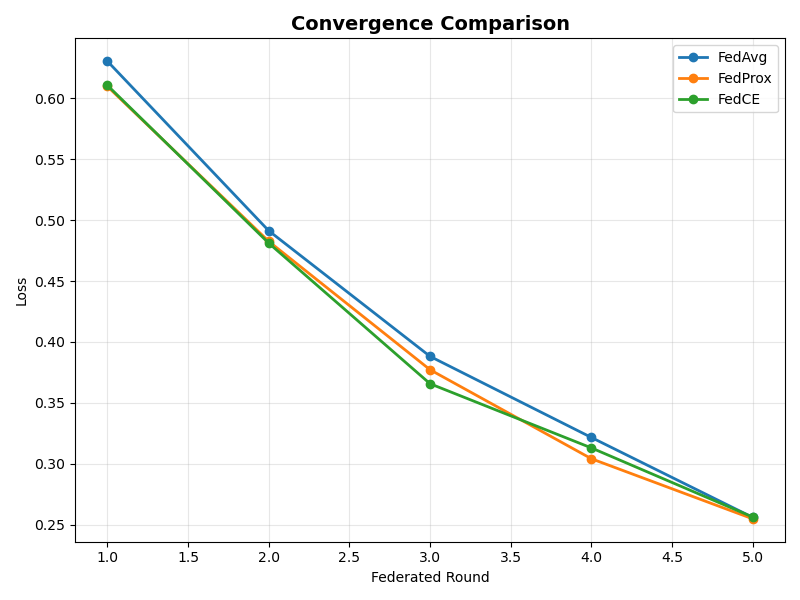 Convergence Comparison
FedAvg
FedProx
FedCE
Loss
0.60
0.55
0.50
0.45
0.40
0.35
0.30
0.25
1.0 1.5 2.0 2.5 3.0 3.5 4.0 4.5 5.0
Federated Round